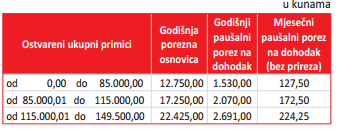 u kunama
Ostvareni ukupni primici | Godišnja porezna osnovica | Godišnji paušalni porez na dohodak | Mjesečni paušalni porez na dohodak (bez prireza)
od 0,00 do 85.000,00 | 12.750,00 | 1.530,00 | 127,50
od 85.000,01 do 115.000,00 | 17.250,00 | 2.070,00 | 172,50
od 115.000,01 do 149.500,00 | 22.425,00 | 2.691,00 | 224,25